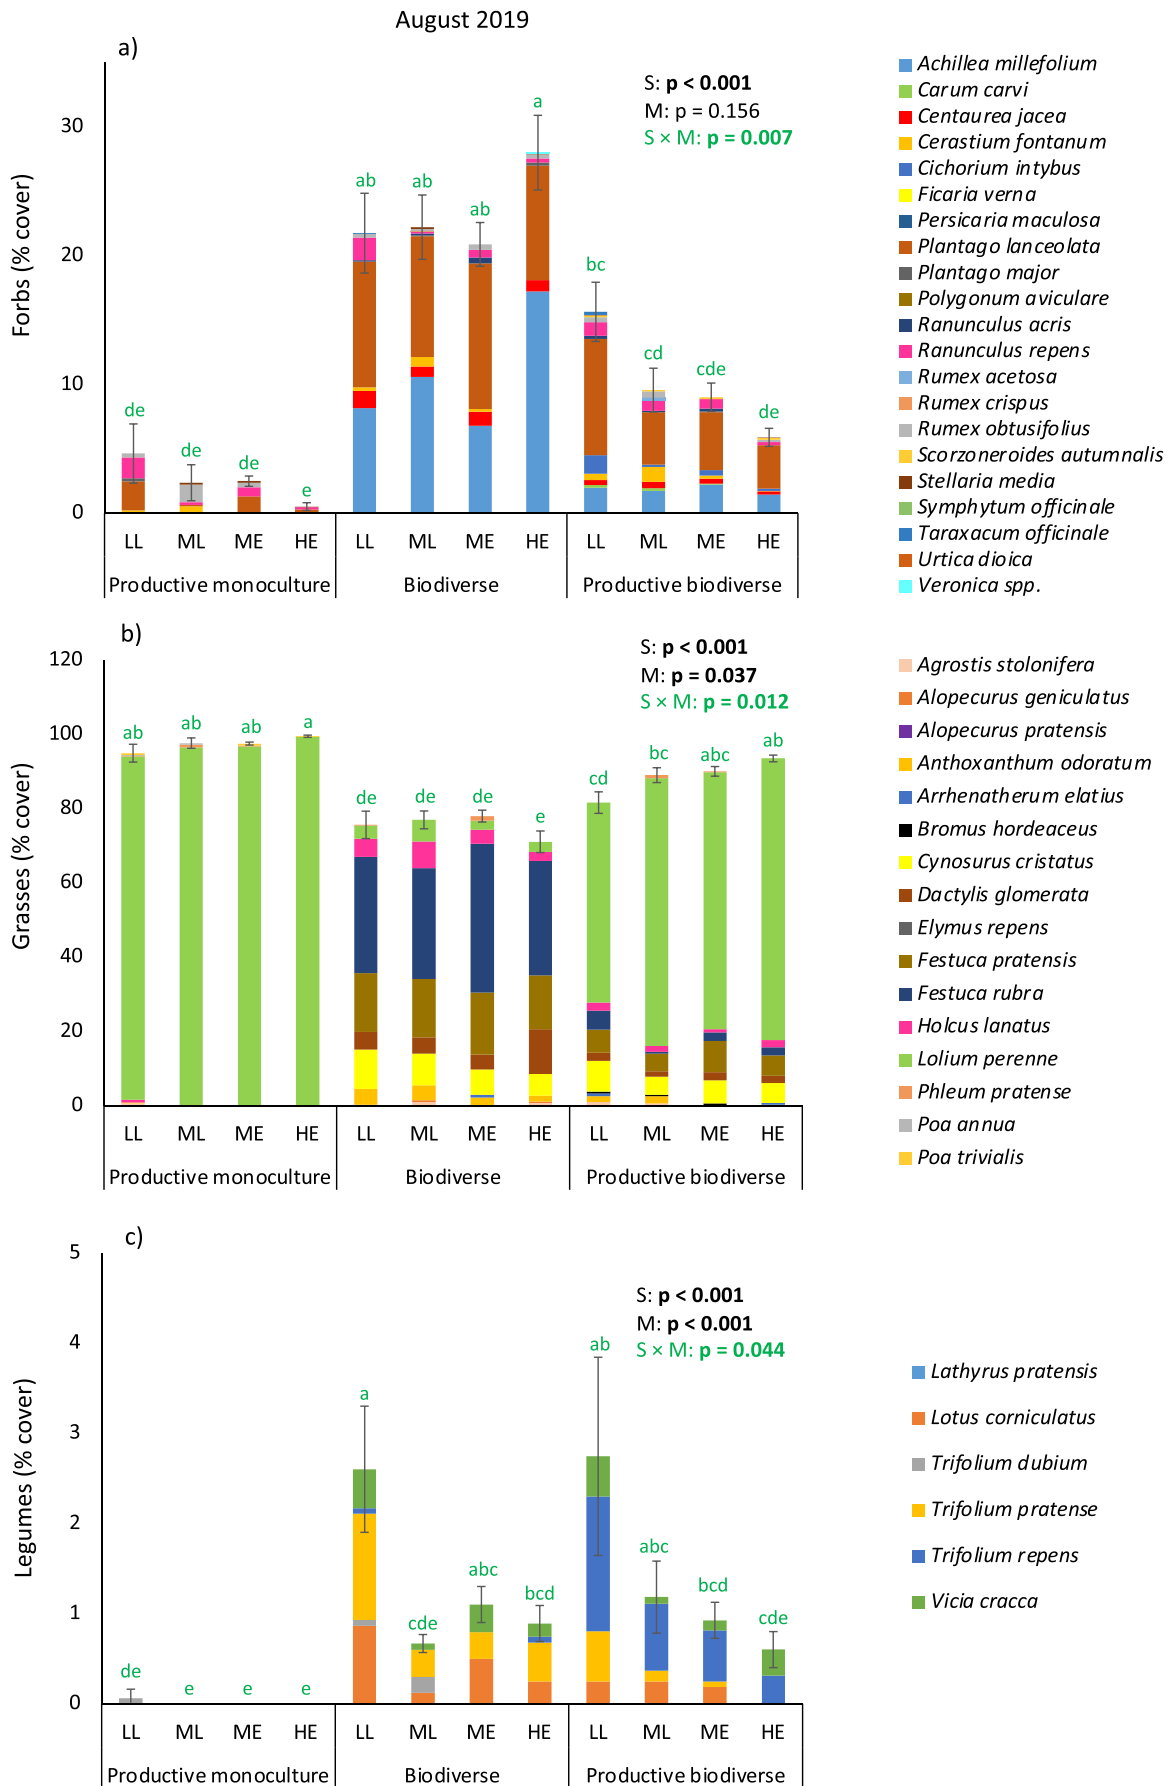 August 2019
a)
S: p < 0.001
M: p = 0.156
S × M: p = 0.007
Forbs (% cover)
30
20
10
0
de
de
de
e
ab
ab
ab
a
bc
cd
cde
de
LL ML ME HE LL ML ME HE LL ML ME HE
Productive monoculture Biodiverse Productive biodiverse
Achillea millefolium
Carum carvi
Centaurea jacea
Cerastium fontanum
Cichorium intybus
Ficaria verna
Persicaria maculosa
Plantago lanceolata
Plantago major
Polygonum aviculare
Ranunculus acris
Ranunculus repens
Rumex acetosa
Rumex crispus
Rumex obtusifolius
Scorzoneroides autumnalis
Stellaria media
Symphytum officinale
Taraxacum officinale
Urtica dioica
Veronica spp.
b)
S: p < 0.001
M: p = 0.037
S × M: p = 0.012
Grasses (% cover)
120
100
80
60
40
20
0
ab
ab
ab
a
de
de
de
e
cd
bc
abc
ab
LL ML ME HE LL ML ME HE LL ML ME HE
Productive monoculture Biodiverse Productive biodiverse
Agrostis stolonifera
Alopecurus geniculatus
Alopecurus pratensis
Anthoxanthum odoratum
Arrhenatherum elatius
Bromus hordeaceus
Cynosurus cristatus
Dactylis glomerata
Elymus repens
Festuca pratensis
Festuca rubra
Holcus lanatus
Lolium perenne
Phleum pratense
Poa annua
Poa trivialis
c)
S: p < 0.001
M: p < 0.001
S × M: p = 0.044
Legumes (% cover)
5
4
3
2
1
0
de
e
e
e
a
cde
abc
bcd
ab
abc
bcd
cde
LL ML ME HE LL ML ME HE LL ML ME HE
Productive monoculture Biodiverse Productive biodiverse
Lathyrus pratensis
Lotus corniculatus
Trifolium dubium
Trifolium pratense
Trifolium repens
Vicia cracca